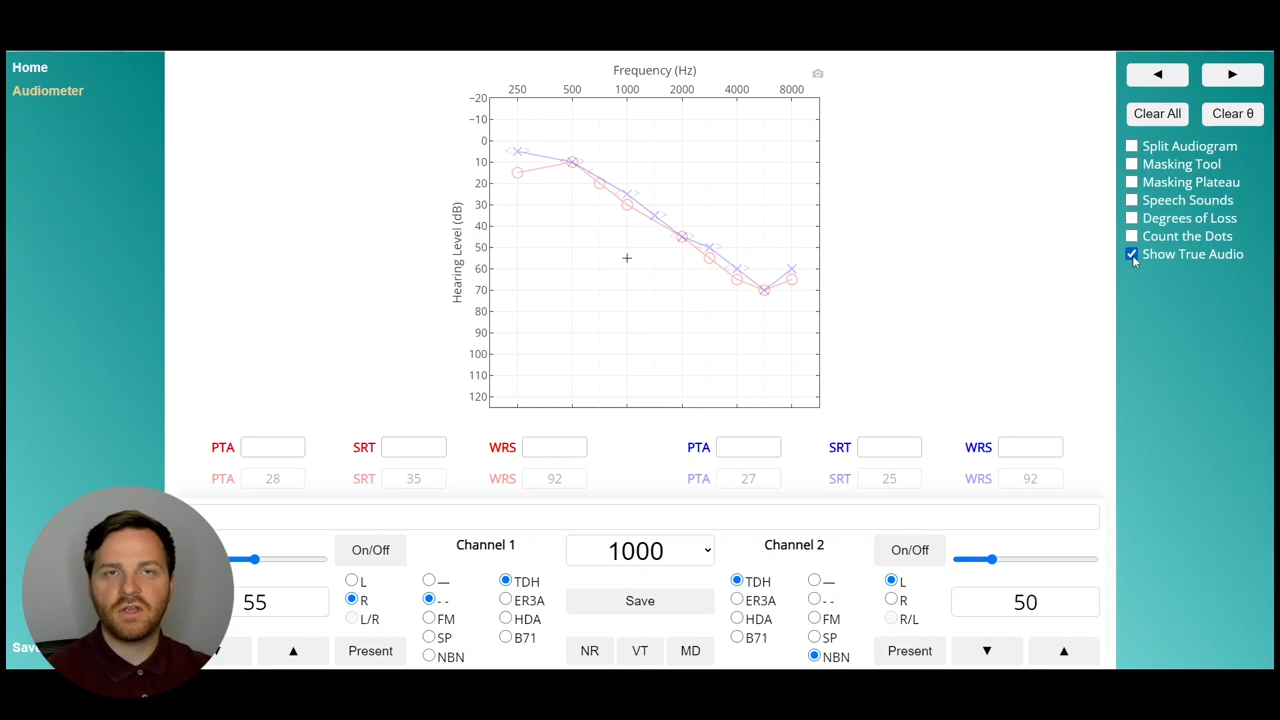 Home
Audiometer
Frequency (Hz)
250 500 1000 2000 4000 8000
−20
−10
0
10
20
30
40
50
60
70
80
90
100
110
120
Hearing Level (dB)
◄ ►
Clear All Clear θ
Split Audiogram
Masking Tool
Masking Plateau
Speech Sounds
Degrees of Loss
Count the Dots
Show True Audio
PTA SRT WRS PTA SRT WRS
PTA 28 SRT 35 WRS 92 PTA 27 SRT 25 WRS 92
On/Off Channel 1 1000 Channel 2 On/Off
L — TDH TDH — L
R - - ER3A Save ER3A - - R
L/R FM HDA HDA FM R/L
SP B71 B71 SP
NBN NBN
55 50
▲ Present NR VT MD Present ▼ ▲